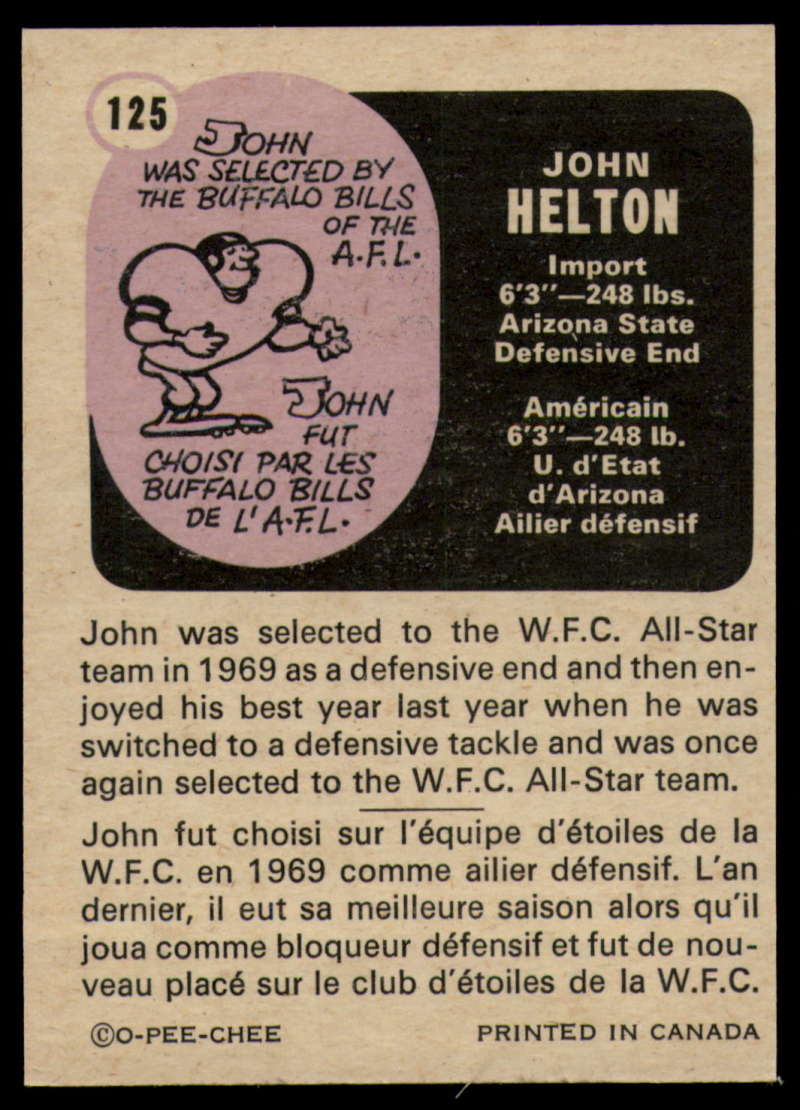 125
JOHN
WAS SELECTED BY
THE BUFFALO BILLS
OF THE
A.F.L.
JOHN
FUT
CHOISI PAR LES
BUFFALO BILLS
DE L'A.F.L.
JOHN
HELTON
Import
6'3"—248 lbs.
Arizona State
Defensive End
Américain
6'3"—248 lb.
U. d'Etat
d'Arizona
Ailier défensif
John was selected to the W.F.C. All-Star
team in 1969 as a defensive end and then en-
joyed his best year last year when he was
switched to a defensive tackle and was once
again selected to the W.F.C. All-Star team.
John fut choisi sur l'équipe d'étoiles de la
W.F.C. en 1969 comme ailier défensif. L'an
dernier, il eut sa meilleure saison alors qu'il
joua comme bloqueur défensif et fut de nou-
veau placé sur le club d'étoiles de la W.F.C.
©O-PEE-CHEE
PRINTED IN CANADA